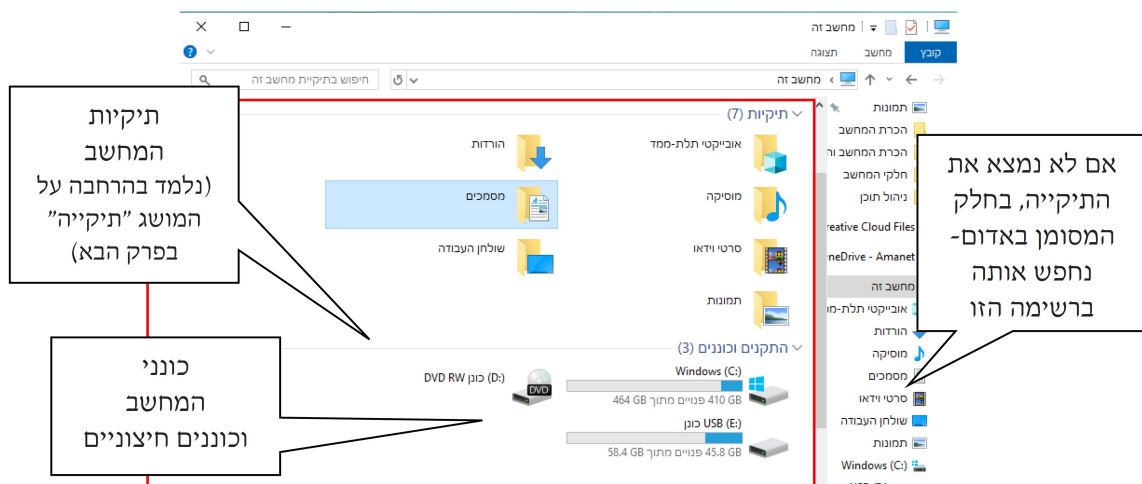 מחשב זה
קובץ
מחשב
תצוגה
מחשב זה
חיפוש בתיקיית מחשב זה
תמונות
הכרת המחשב
הכרת המחשב
חלקי המחשב
ניהול תוכן
reative Cloud Files
neDrive - Amanet
מחשב זה
אובייקטי תלת-
הורדות
מוסיקה
מסמכים
סרטי וידאו
שולחן העבודה
תמונות
Windows (C:)
תיקיות (7)
אובייקטי תלת-ממד
הורדות
מוסיקה
מסמכים
סרטי וידאו
שולחן העבודה
תמונות
התקנים וכוננים (3)
Windows (C:)
410 GB פנויים מתוך 464 GB
כונן DVD RW (D:)
DVD
כונן USB (E:)
45.8 GB פנויים מתוך 58.4 GB
אם לא נמצא את
התיקייה, בחלק
המסומן באדום-
נחפש אותה
ברשימה הזו
תיקיות
המחשב
(נלמד בהרחבה על
המושג "תיקייה"
בפרק הבא)
כונני
המחשב
וכוננים חיצוניים